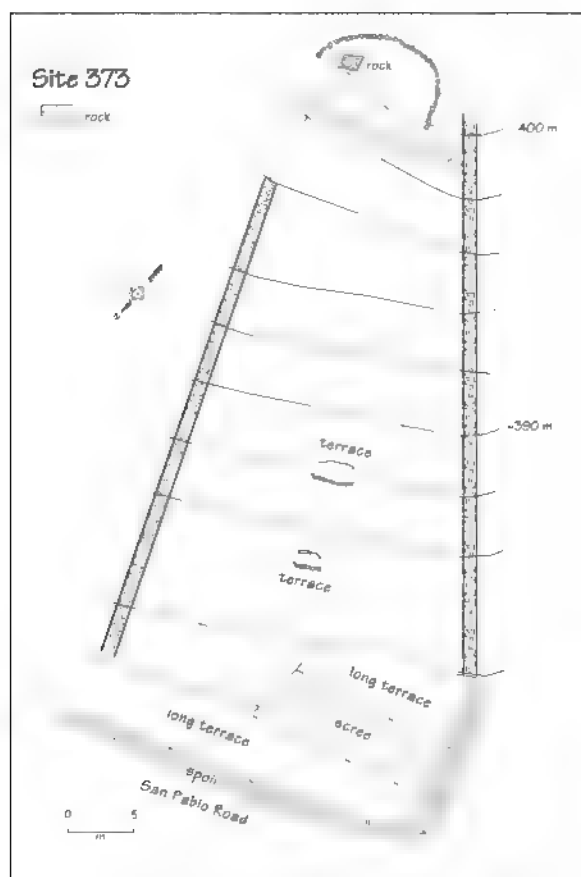 Site 373
rock
rock
400 m
390 m
terrace
terrace
long terrace
long terrace
scree
spoil
San Pablo Road
0 5
m